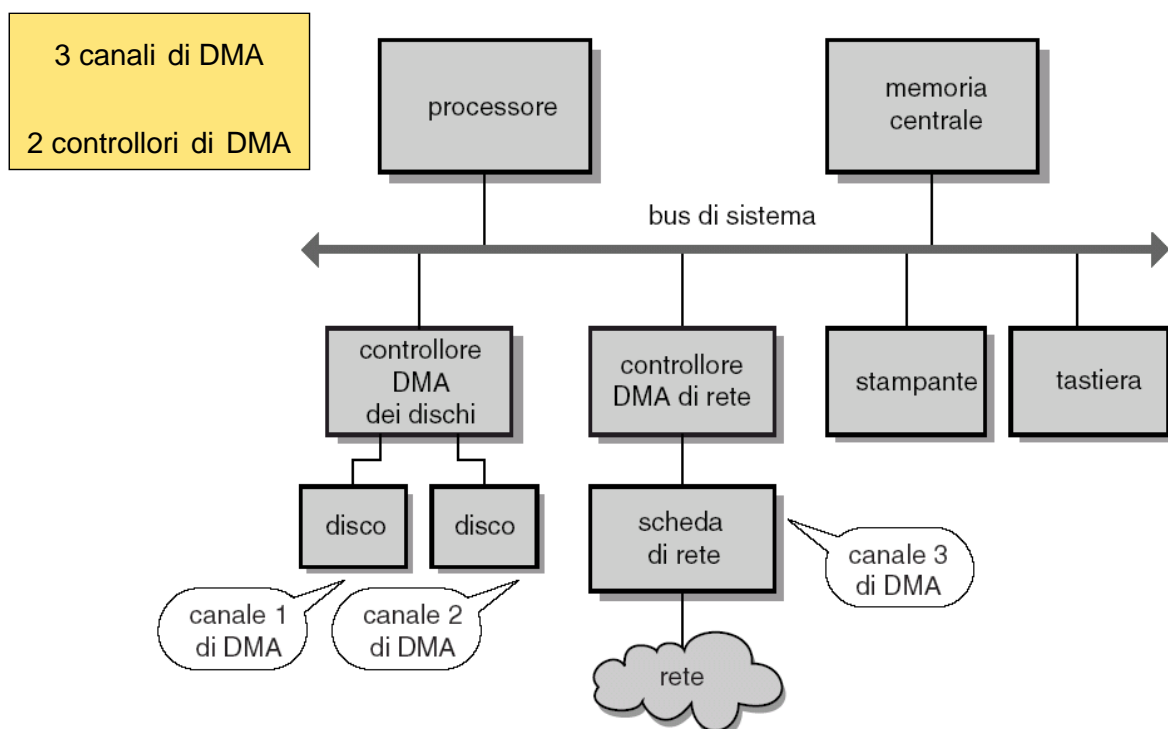 3 canali di DMA
2 controllori di DMA
processore
memoria
centrale
bus di sistema
controllore
DMA
dei dischi
controllore
DMA di rete
stampante
tastiera
disco
disco
scheda
di rete
canale 1
di DMA
canale 2
di DMA
canale 3
di DMA
rete